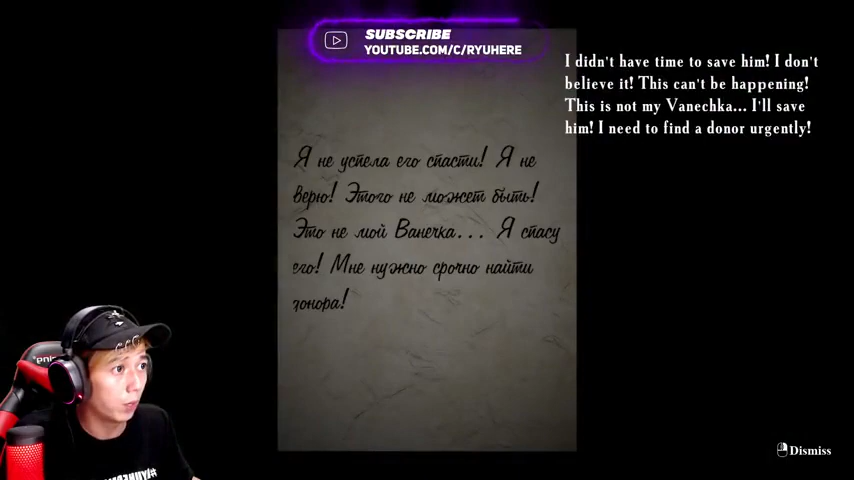 SUBSCRIBE
YOUTUBE.COM/C/RYUHERE
I didn't have time to save him! I don't
believe it! This can't be happening!
This is not my Vanechka... I'll save
him! I need to find a donor urgently!
Я не успела его спасти! Я не
верю! Этого не может быть!
Это не мой Ванечка... Я спасу
его! Мне нужно срочно найти
донора!
Dismiss